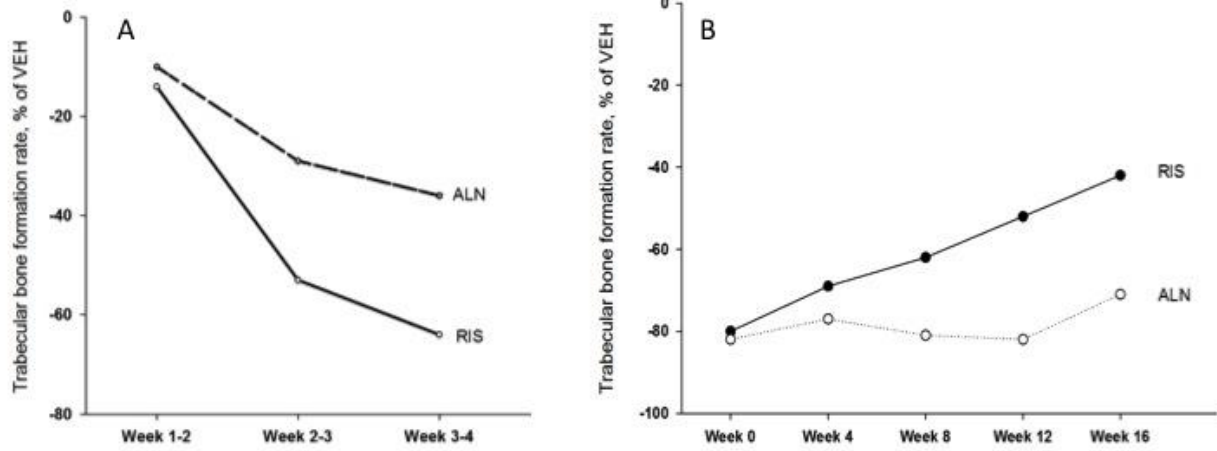 A
Trabecular bone formation rate, % of VEH
0
-20
-40
-60
-80
ALN
RIS
Week 1-2
Week 2-3
Week 3-4
B
Trabecular bone formation rate, % of VEH
0
-20
-40
-60
-80
-100
RIS
ALN
Week 0
Week 4
Week 8
Week 12
Week 16